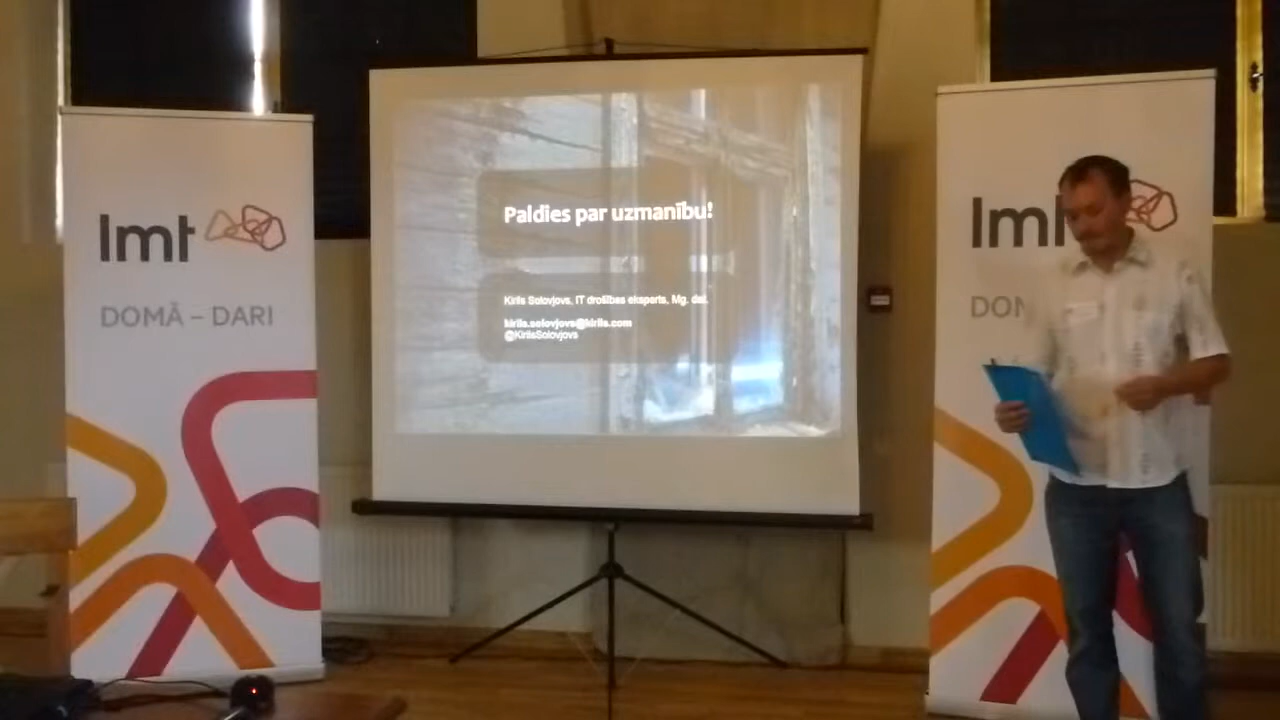 lmt
DOMĀ – DARI
Paldies par uzmanību!
Kirils Solovjovs, IT drošības eksperts, Mg. dat.
kirils.solovjovs@kirils.com
@KirilsSolovjovs
lmt
DOM